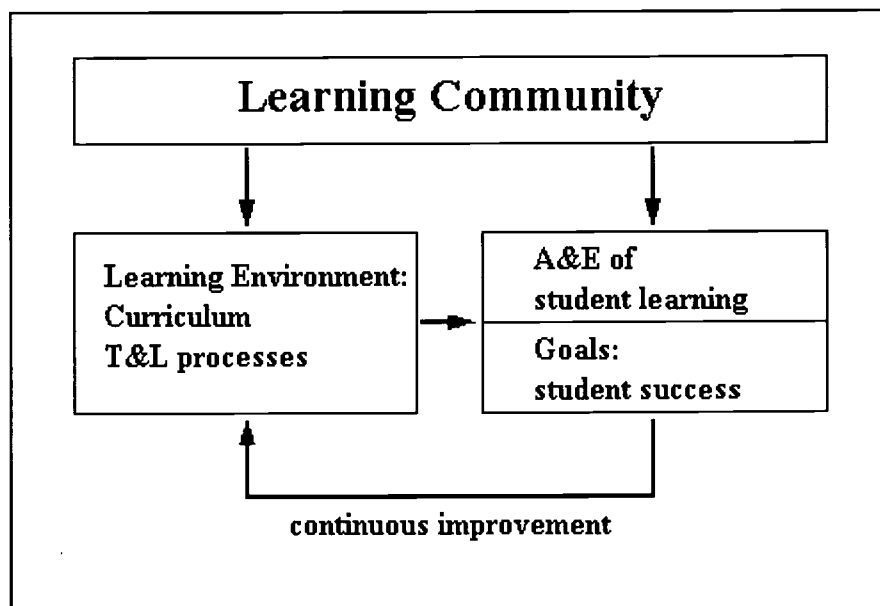 Learning Community
Learning Environment:
Curriculum
T&L processes
A&E of
student learning
Goals:
student success
continuous improvement